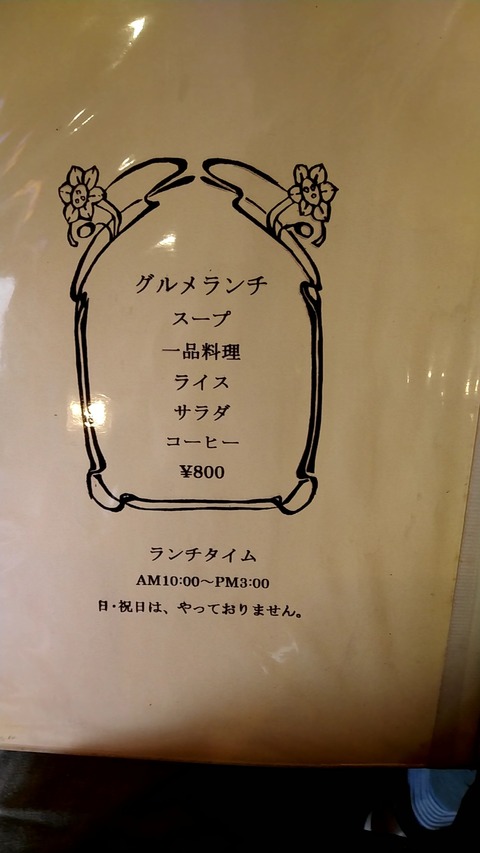 グルメランチ
スープ
一品料理
ライス
サラダ
コーヒー
¥800
ランチタイム
AM10:00〜PM3:00
日・祝日は、やっておりません。